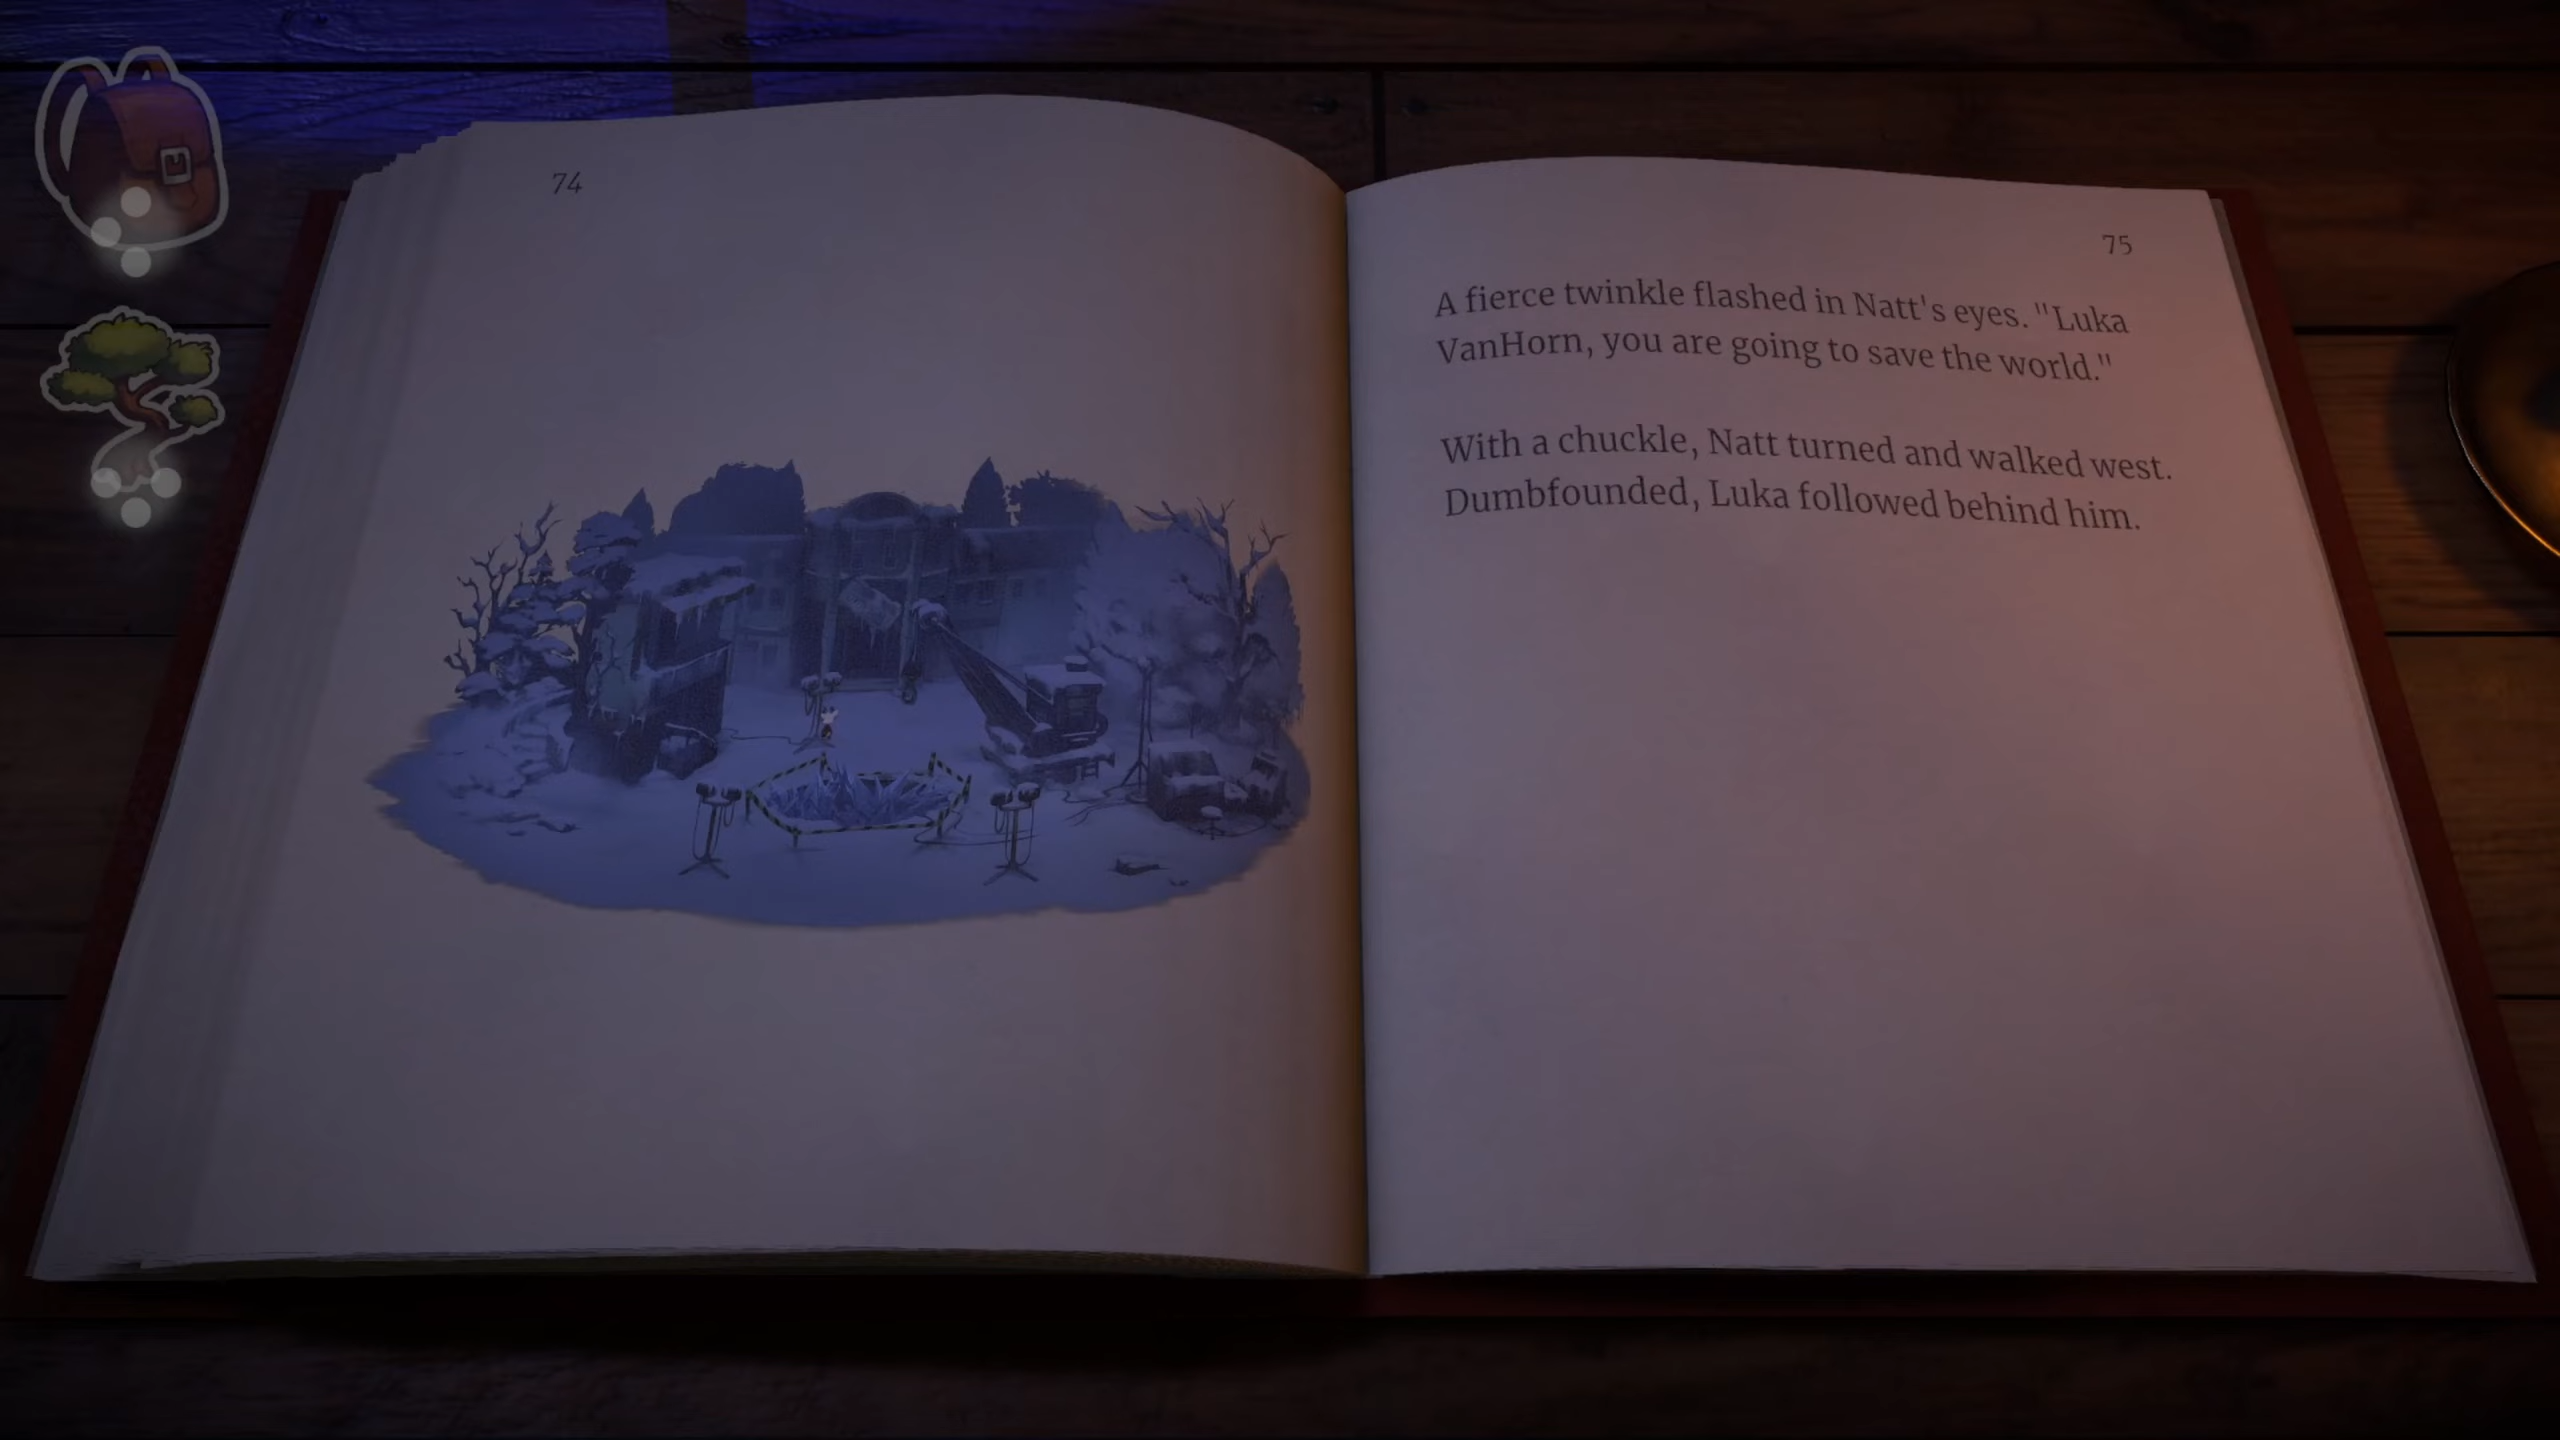 74
75
A fierce twinkle flashed in Natt's eyes. "Luka
VanHorn, you are going to save the world."
With a chuckle, Natt turned and walked west.
Dumbfounded, Luka followed behind him.